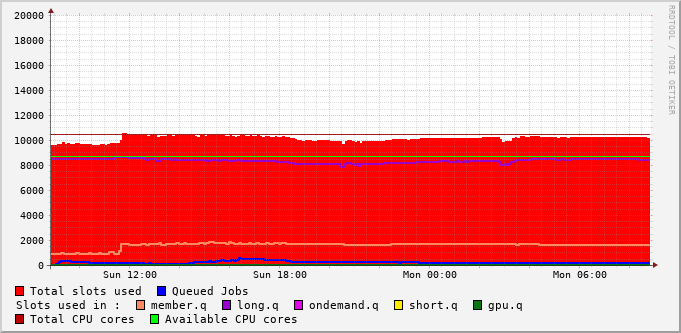 20000
18000
16000
14000
12000
10000
8000
6000
4000
2000
0
Sun 12:00 Sun 18:00 Mon 00:00 Mon 06:00
RRDTOOL / TOBI OETIKER
Total slots used Queued Jobs
Slots used in : member.q long.q ondemand.q short.q gpu.q
Total CPU cores Available CPU cores